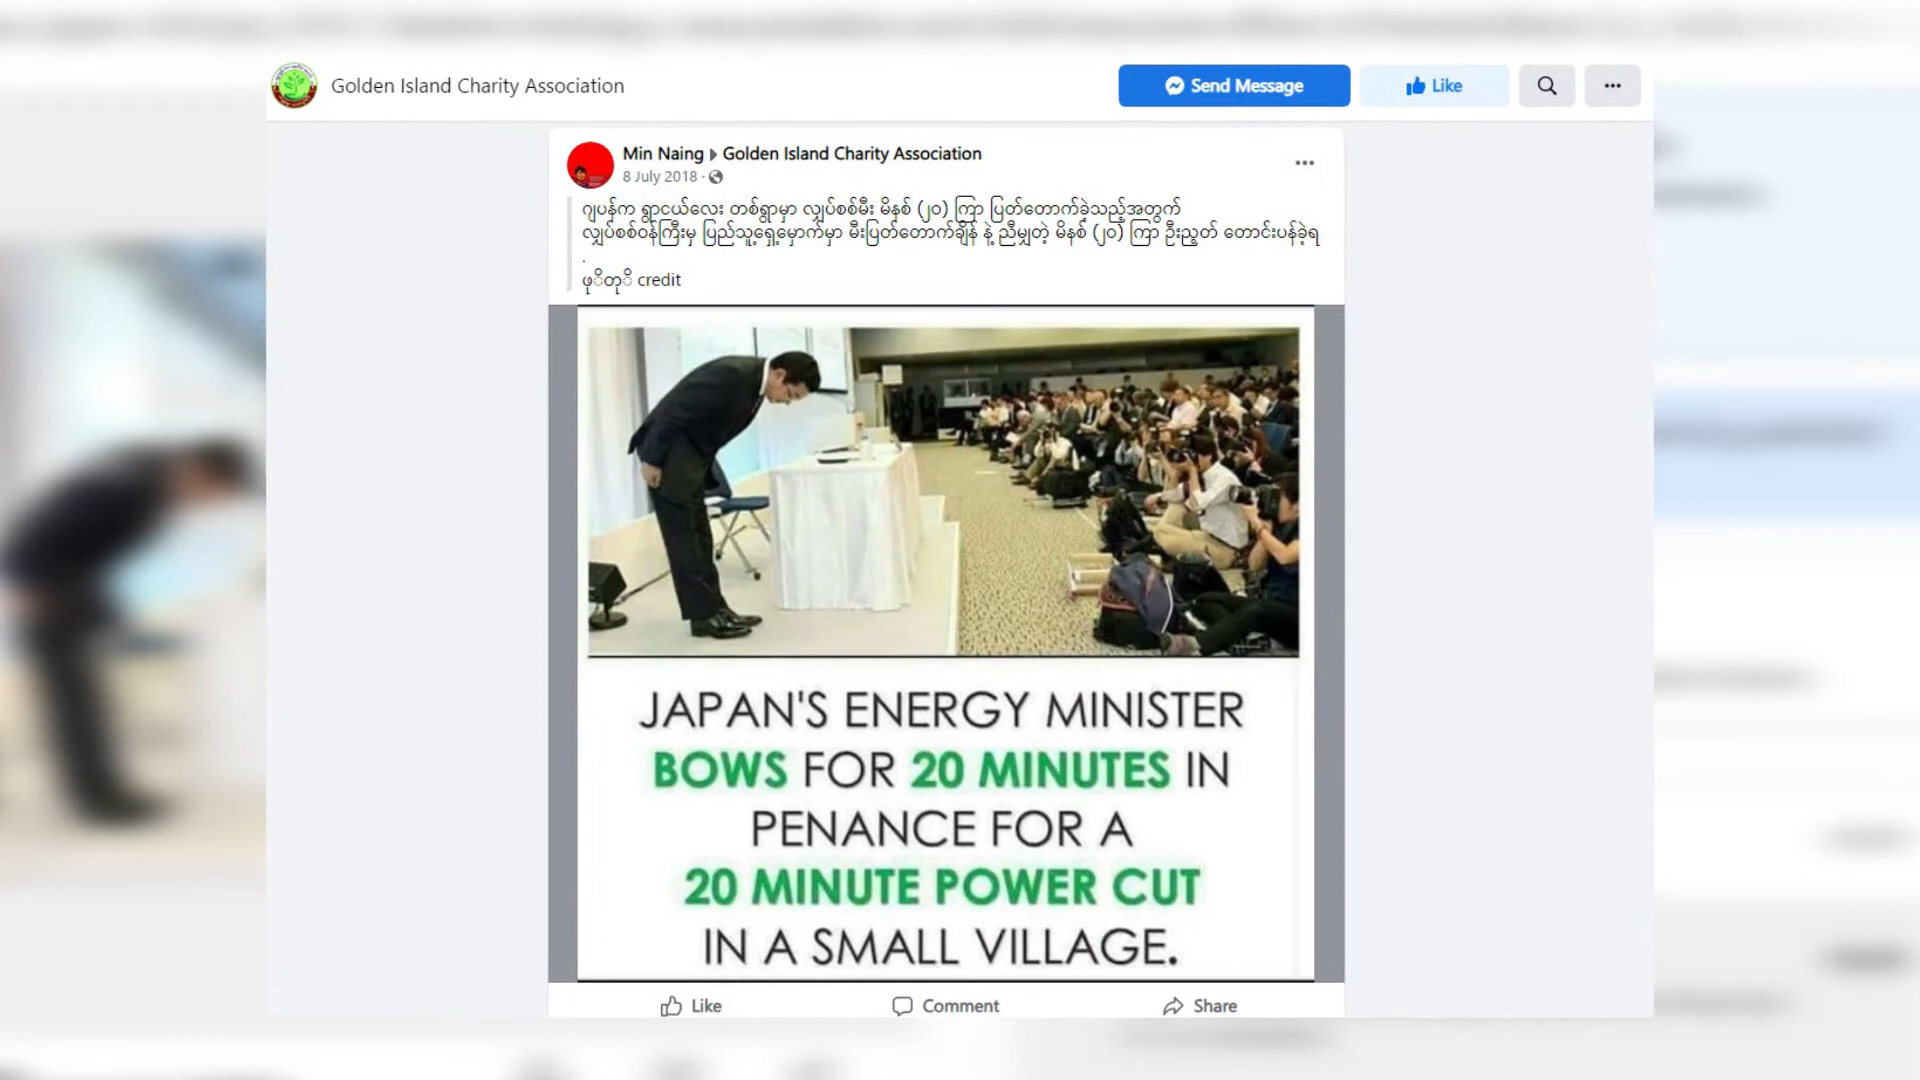 Golden Island Charity Association
Send Message
Like
Min Naing Golden Island Charity Association
8 July 2018 ·
ဂျပန်က ရွာငယ်လေး တစ်ရွာမှာ လျှပ်စစ်မီး မိနစ် (၂၀) ကြာ ပြတ်တောက်ခဲ့သည့်အတွက်
လျှပ်စစ်ဝန်ကြီးမှ ပြည်သူ့ရှေ့မှောက်မှာ မီးပြတ်တောက်ချိန် နဲ့ ညီမျှတဲ့ မိနစ် (၂၀) ကြာ ဦးညွှတ် တောင်းပန်ခဲ့ရ
.
ဖုိတုိ credit
JAPAN'S ENERGY MINISTER
BOWS FOR 20 MINUTES IN
PENANCE FOR A
20 MINUTE POWER CUT
IN A SMALL VILLAGE.
Like
Comment
Share